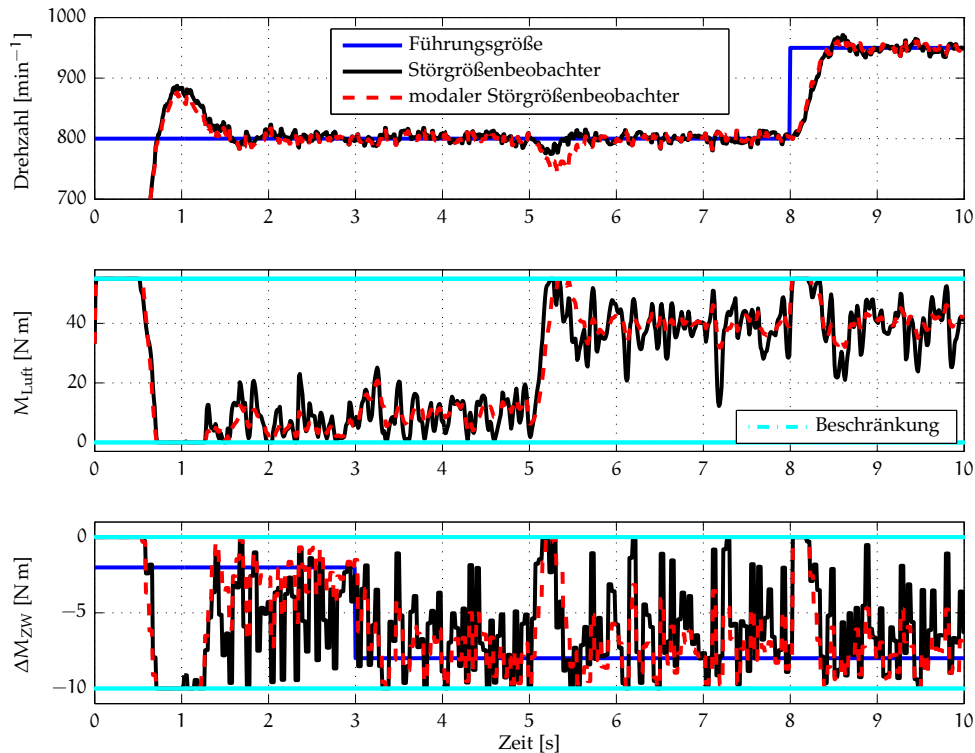 1000
900
800
700
Drehzahl [min⁻¹]
Führungsgröße
Störgrößenbeobachter
modaler Störgrößenbeobachter
0 1 2 3 4 5 6 7 8 9 10
Zeit [s]
40
20
0
M_Luft [N m]
Beschränkung
0 1 2 3 4 5 6 7 8 9 10
0
−5
−10
ΔM_ZW [N m]
0 1 2 3 4 5 6 7 8 9 10
Zeit [s]